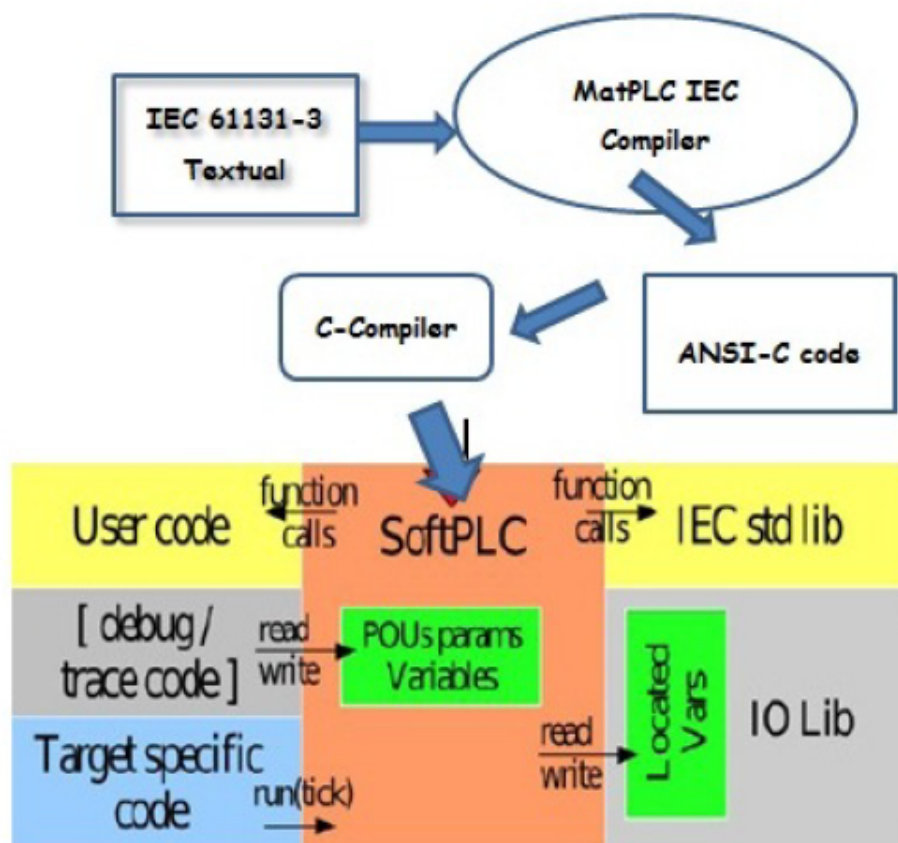 IEC 61131-3
Textual
MatPLC IEC
Compiler
C-Compiler
ANSI-C code
User code
function
calls
SoftPLC
function
calls
IEC std lib
[ debug /
trace code ]
read
write
POUs params
Variables
Located
Vars
IO Lib
Target specific
code
run(tick)
read
write